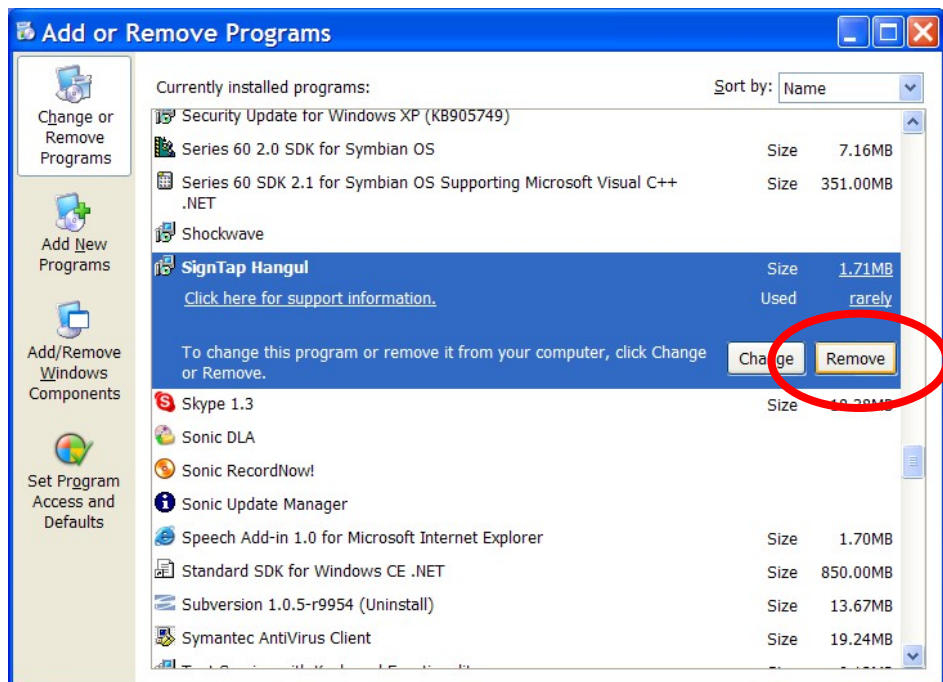 Add or Remove Programs
Change or
Remove
Programs
Add New
Programs
Add/Remove
Windows
Components
Set Program
Access and
Defaults
Currently installed programs:
Sort by: Name
Security Update for Windows XP (KB905749)
Series 60 2.0 SDK for Symbian OS Size 7.16MB
Series 60 SDK 2.1 for Symbian OS Supporting Microsoft Visual C++ Size 351.00MB
.NET
Shockwave
SignTap Hangul Size 1.71MB
Click here for support information. Used rarely
To change this program or remove it from your computer, click Change
or Remove.
Change Remove
Skype 1.3 Size
Sonic DLA
Sonic RecordNow!
Sonic Update Manager
Speech Add-in 1.0 for Microsoft Internet Explorer Size 1.70MB
Standard SDK for Windows CE .NET Size 850.00MB
Subversion 1.0.5-r9954 (Uninstall) Size 13.67MB
Symantec AntiVirus Client Size 19.24MB